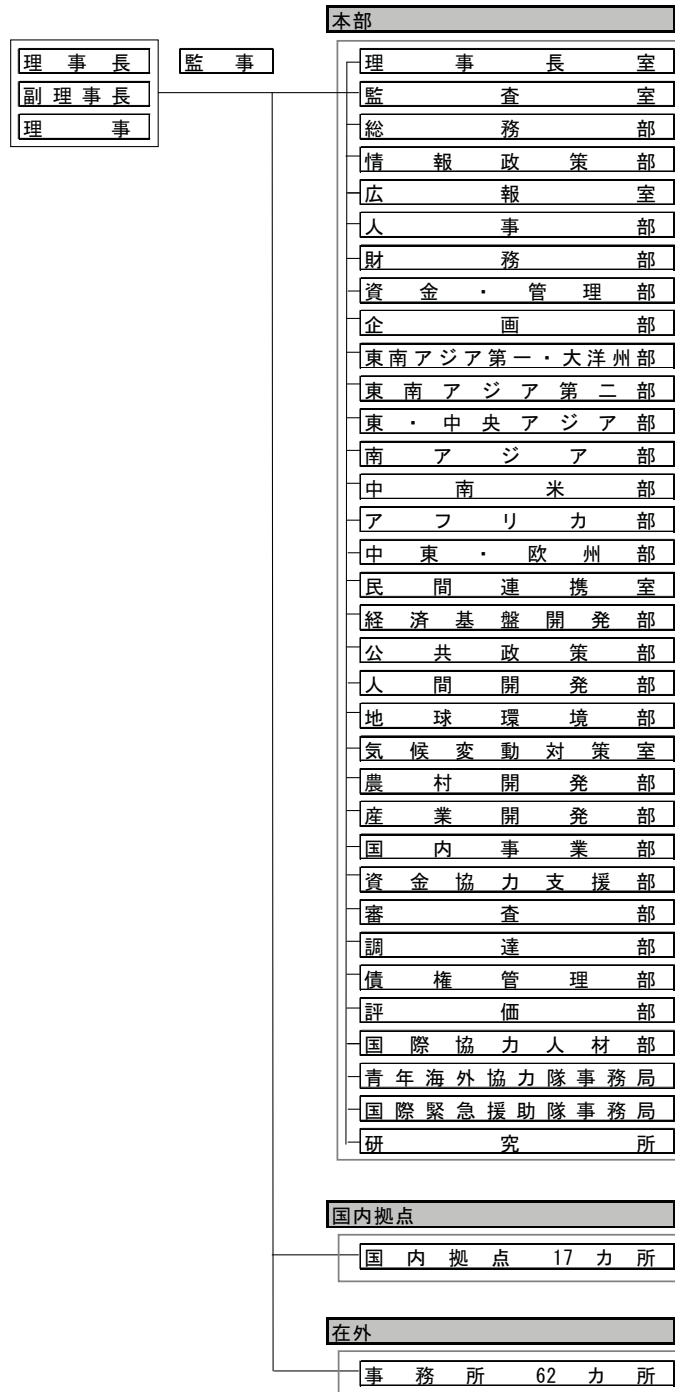 本部
理事長
監事
副理事長
理事
理事長室
監査室
総務部
情報政策部
広報室
人事部
財務部
資金・管理部
企画部
東南アジア第一・大洋州部
東南アジア第二部
東・中央アジア部
南アジア部
中南米部
アフリカ部
中東・欧州部
民間連携室
経済基盤開発部
公共政策部
人間開発部
地球環境部
気候変動対策室
農村開発部
産業開発部
国内事業部
資金協力支援部
審査部
調達部
債権管理部
評価部
国際協力人材部
青年海外協力隊事務局
国際緊急援助隊事務局
研究所
国内拠点
国内拠点 17カ所
在外
事務所 62カ所